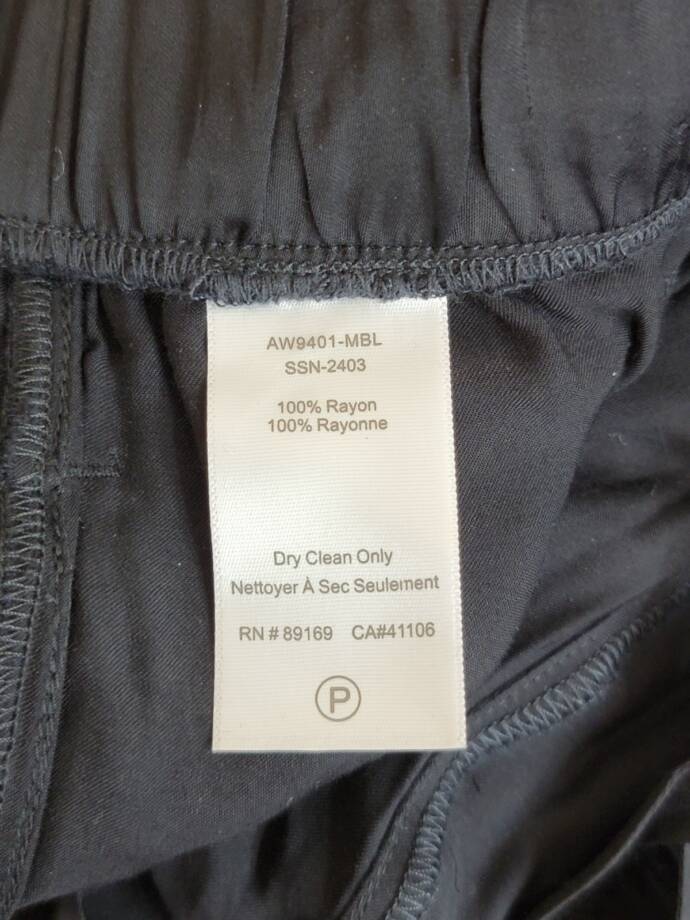 AW9401-MBL
SSN-2403
100% Rayon
100% Rayonne
Dry Clean Only
Nettoyer À Sec Seulement
RN # 89169 CA#41106
P